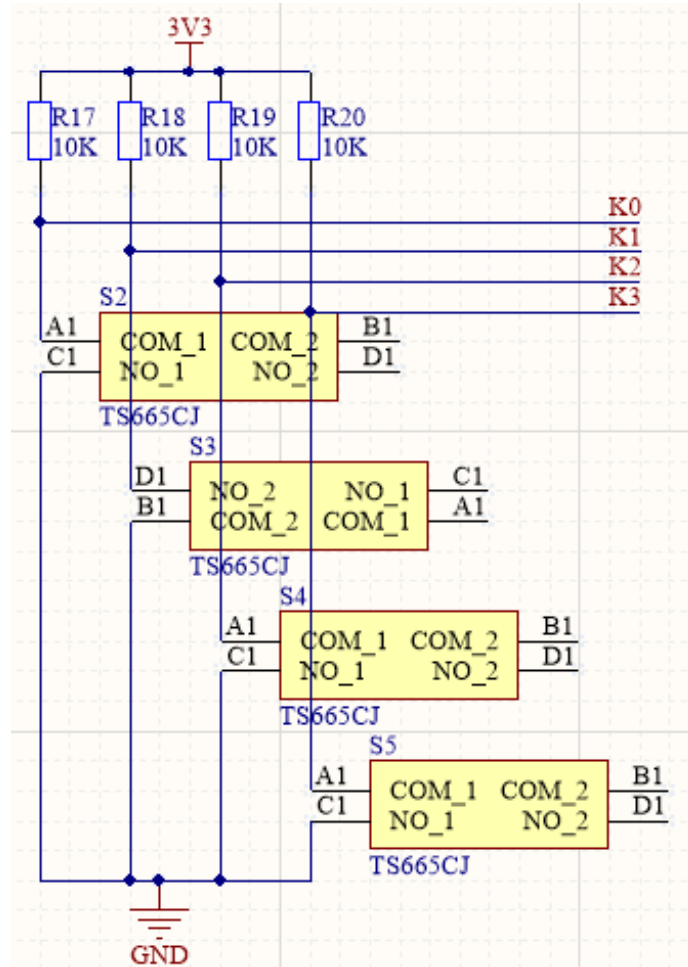 3V3
R17 R18 R19 R20
10K 10K 10K 10K
K0
K1
K2
K3
S2
A1 COM_1 COM_2 B1
C1 NO_1 NO_2 D1
TS665CJ
S3
D1 NO_2 NO_1 C1
B1 COM_2 COM_1 A1
TS665CJ
S4
A1 COM_1 COM_2 B1
C1 NO_1 NO_2 D1
TS665CJ
S5
A1 COM_1 COM_2 B1
C1 NO_1 NO_2 D1
TS665CJ
GND